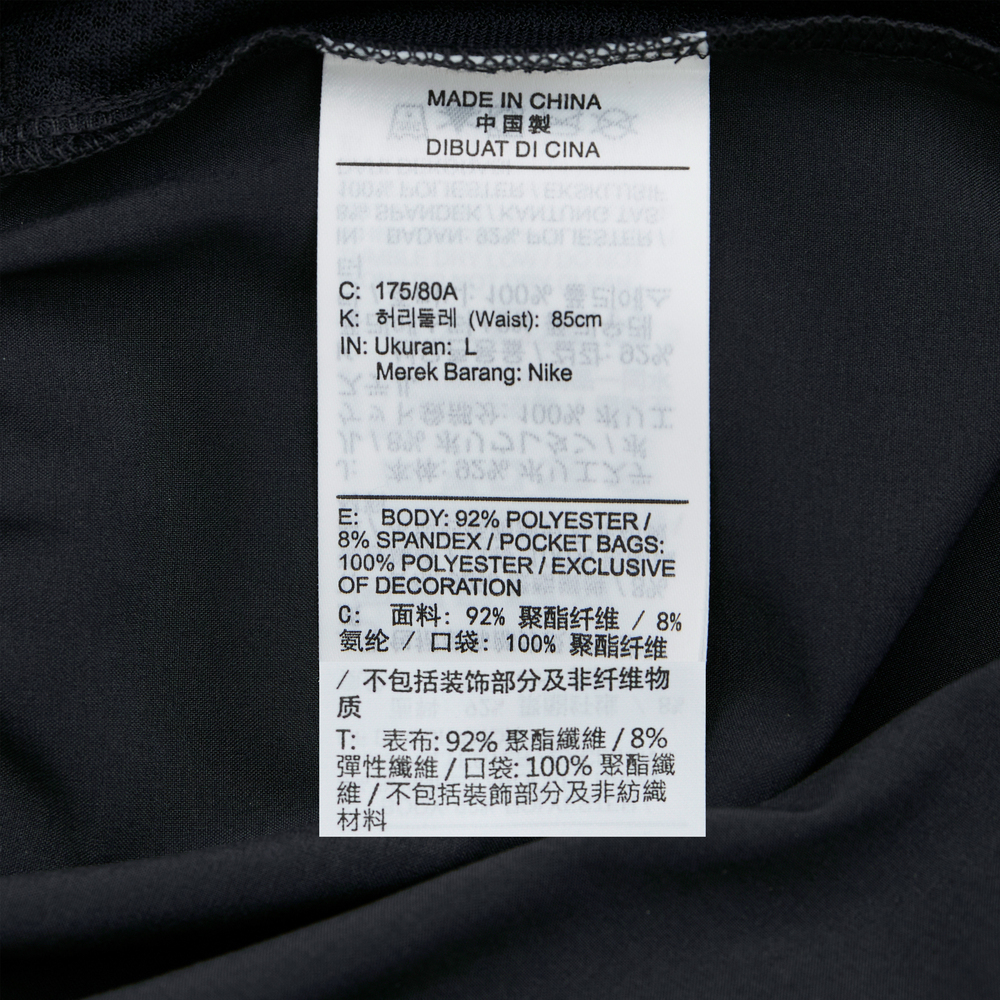 MADE IN CHINA
中国製
DIBUAT DI CINA
C: 175/80A
K: 허리둘레 (Waist): 85cm
IN: Ukuran: L
Merek Barang: Nike
E: BODY: 92% POLYESTER /
8% SPANDEX / POCKET BAGS:
100% POLYESTER / EXCLUSIVE
OF DECORATION
C: 面料: 92% 聚酯纤维 / 8%
氨纶 / 口袋: 100% 聚酯纤维
/ 不包括装饰部分及非纤维物
质
T: 表布: 92% 聚酯纖維 / 8%
彈性纖維 / 口袋: 100% 聚酯纖
維 / 不包括裝飾部分及非紡織
材料